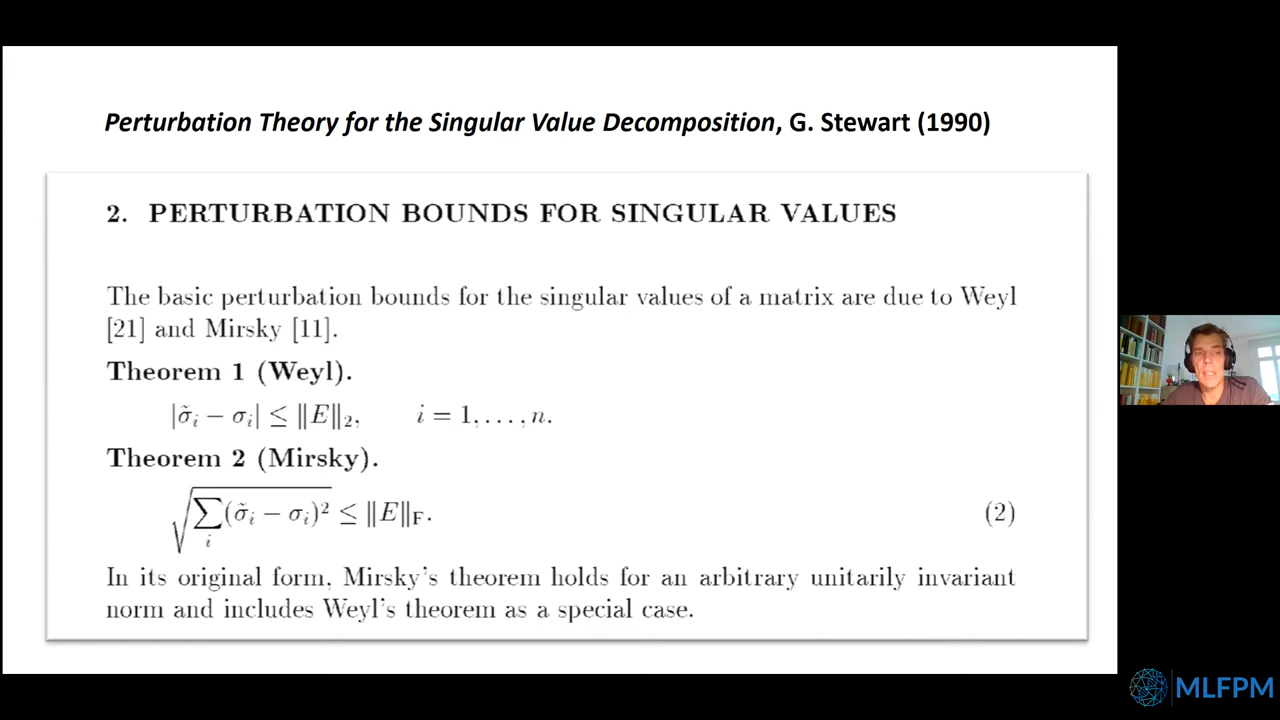 Perturbation Theory for the Singular Value Decomposition, G. Stewart (1990)
2. PERTURBATION BOUNDS FOR SINGULAR VALUES
The basic perturbation bounds for the singular values of a matrix are due to Weyl
[21] and Mirsky [11].
Theorem 1 (Weyl).
|σ̃ᵢ − σᵢ| ≤ ‖E‖₂, i = 1, . . . , n.
Theorem 2 (Mirsky).
√∑ᵢ(σ̃ᵢ − σᵢ)² ≤ ‖E‖F. (2)
In its original form, Mirsky's theorem holds for an arbitrary unitarily invariant
norm and includes Weyl's theorem as a special case.
MLFPM